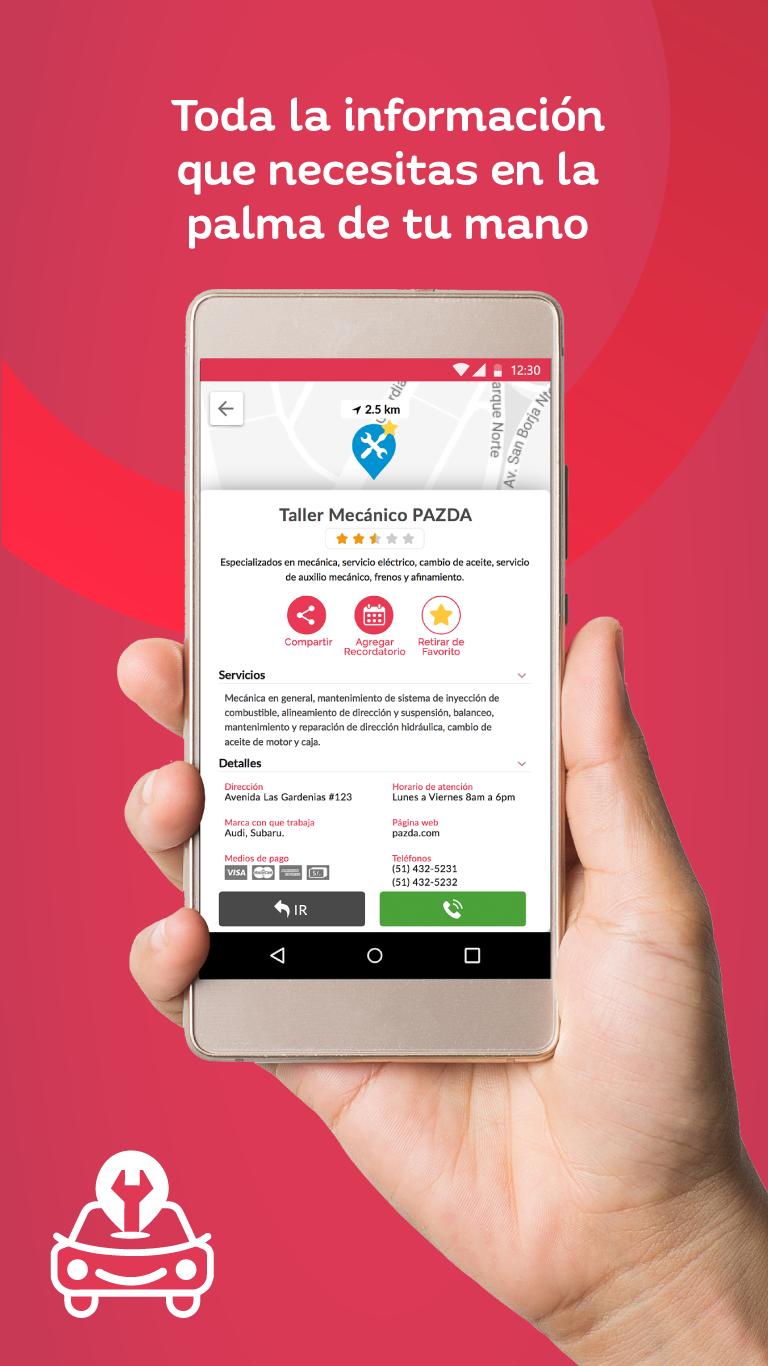 Toda la información
que necesitas en la
palma de tu mano
12:30
2.5 km
arque Norte
Av. San Borja
Taller Mecánico PAZDA
Especializados en mecánica, servicio eléctrico, cambio de aceite, servicio
de auxilio mecánico, frenos y afinamiento.
Compartir
Agregar
Recordatorio
Retirar de
Favorito
Servicios
Mecánica en general, mantenimiento de sistema de inyección de
combustible, alineamiento de dirección y suspensión, balanceo,
mantenimiento y reparación de dirección hidráulica, cambio de
aceite de motor y caja.
Detalles
Dirección
Avenida Las Gardenias #123
Horario de atención
Lunes a Viernes 8am a 6pm
Marca con que trabaja
Audi, Subaru.
Página web
pazda.com
Medios de pago
VISA
MasterCard
S/.
Teléfonos
(51) 432-5231
(51) 432-5232
IR